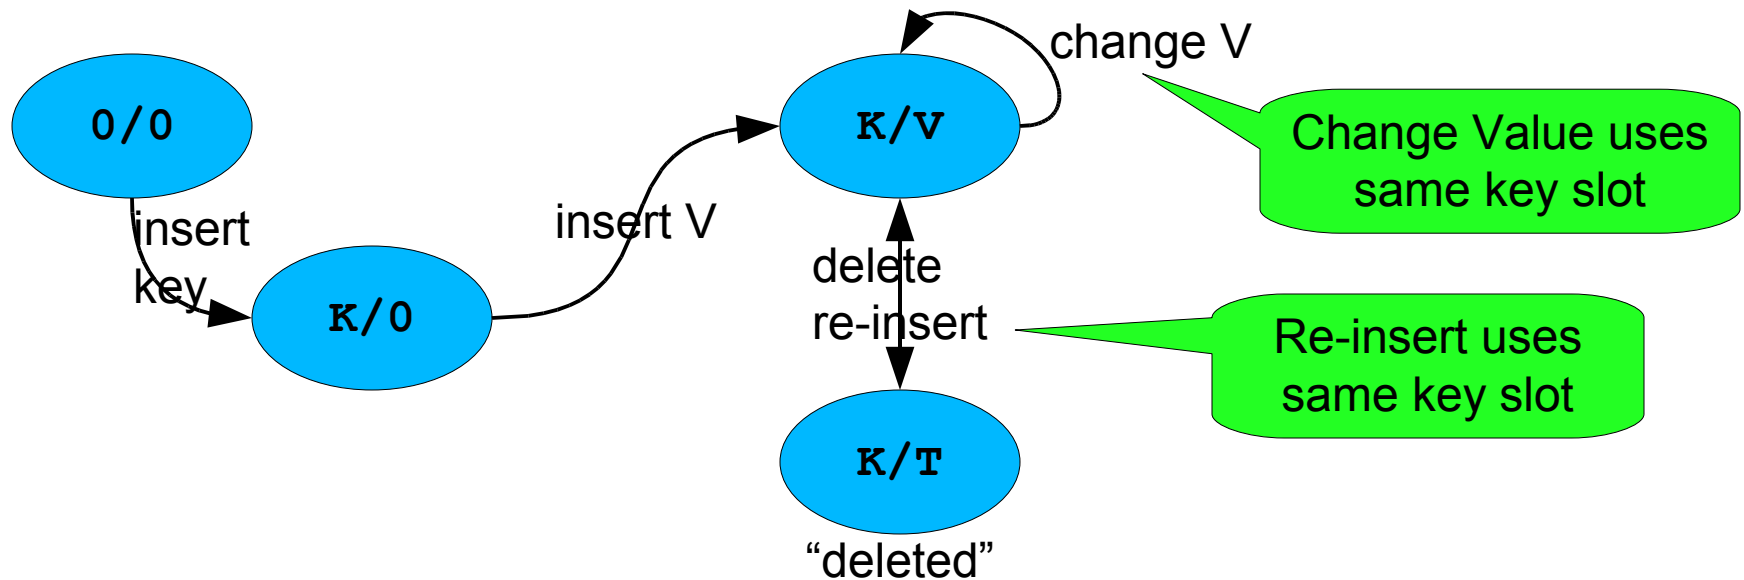 0/0
insert
key
K/0
insert V
K/V
change V
Change Value uses
same key slot
delete
re-insert
Re-insert uses
same key slot
K/T
“deleted”